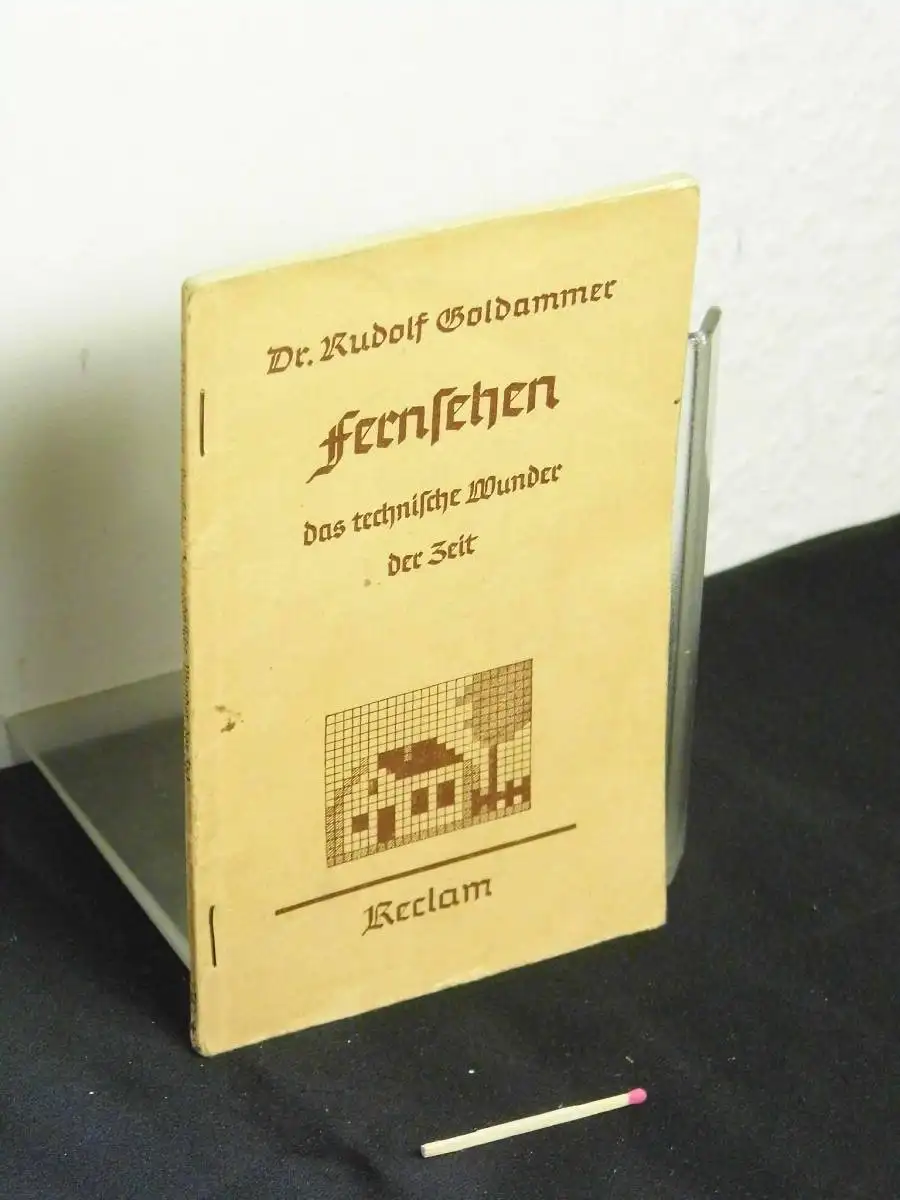 Dr. Rudolf Goldammer
Fernſehen
das techniſche Wunder
der Zeit
Reclam